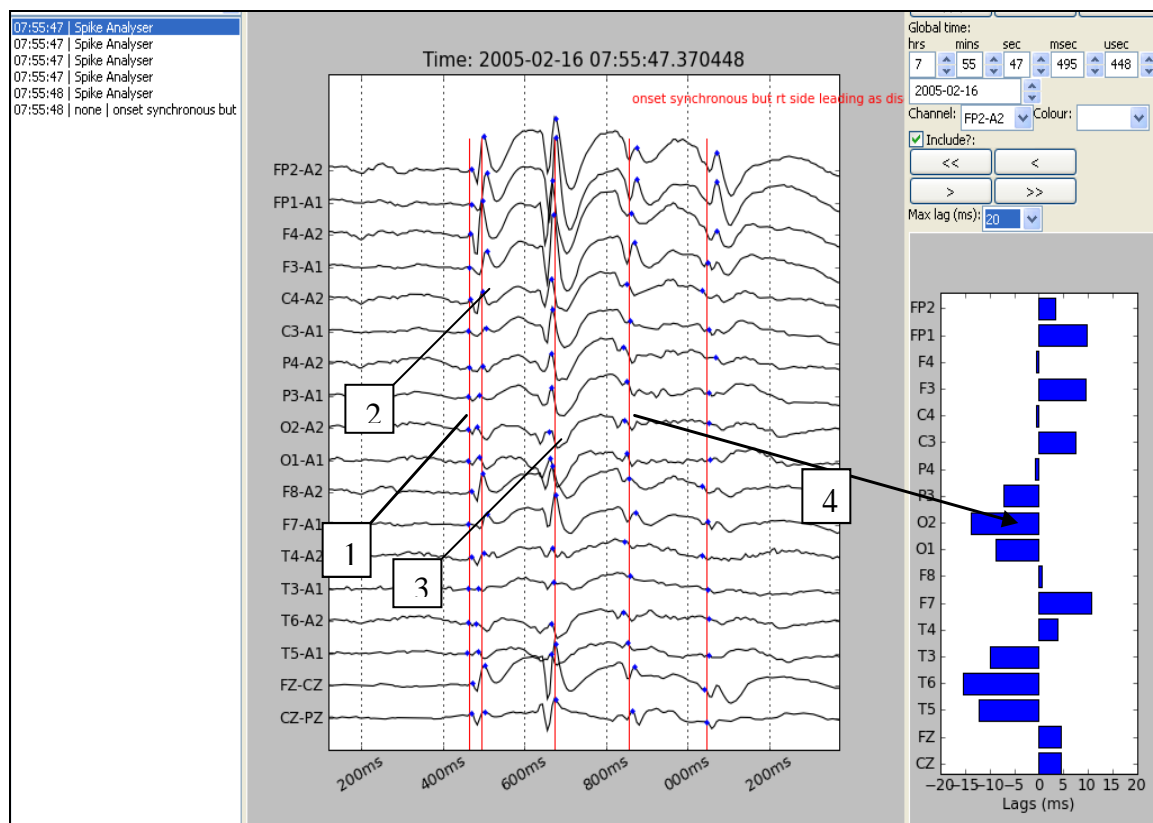 07:55:47 | Spike Analyser
07:55:47 | Spike Analyser
07:55:47 | Spike Analyser
07:55:47 | Spike Analyser
07:55:48 | Spike Analyser
07:55:48 | none | onset synchronous but
Time: 2005-02-16 07:55:47.370448
onset synchronous but rt side leading as dis
FP2-A2
FP1-A1
F4-A2
F3-A1
C4-A2
C3-A1
P4-A2
P3-A1
O2-A2
O1-A1
F8-A2
F7-A1
T4-A2
T3-A1
T6-A2
T5-A1
FZ-CZ
CZ-PZ
200ms 400ms 600ms 800ms 000ms 200ms
1
2
3
4
Global time:
hrs mins sec msec usec
7 55 47 495 448
2005-02-16
Channel: FP2-A2 Colour:
Include?:
<< <
> >>
Max lag (ms): 20
FP2
FP1
F4
F3
C4
C3
P4
P3
O2
O1
F8
F7
T4
T3
T6
T5
FZ
CZ
−20 −15 −10 −5 0 5 10 15 20
Lags (ms)